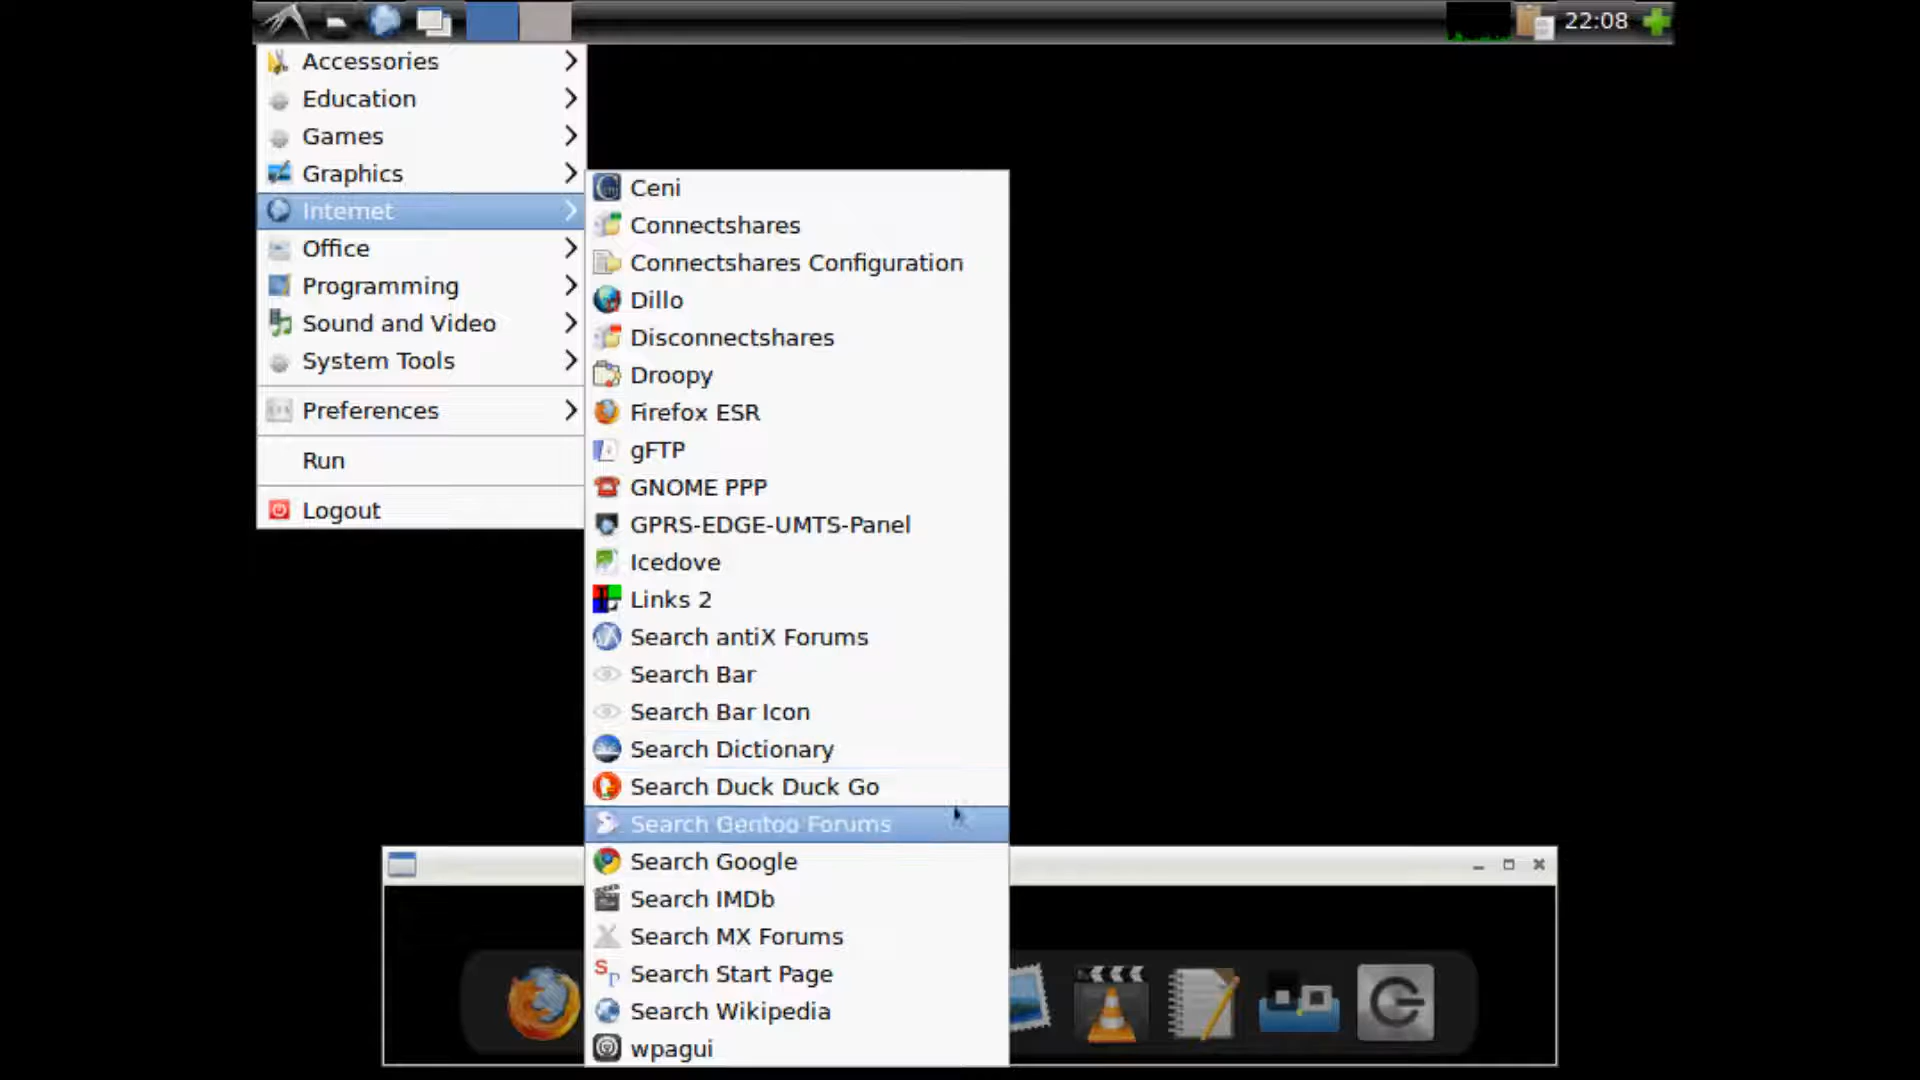 22:08
Accessories
Education
Games
Graphics
Internet
Office
Programming
Sound and Video
System Tools
Preferences
Run
Logout
Ceni
Connectshares
Connectshares Configuration
Dillo
Disconnectshares
Droopy
Firefox ESR
gFTP
GNOME PPP
GPRS-EDGE-UMTS-Panel
Icedove
Links 2
Search antiX Forums
Search Bar
Search Bar Icon
Search Dictionary
Search Duck Duck Go
Search Gentoo Forums
Search Google
Search IMDb
Search MX Forums
Search Start Page
Search Wikipedia
wpagui